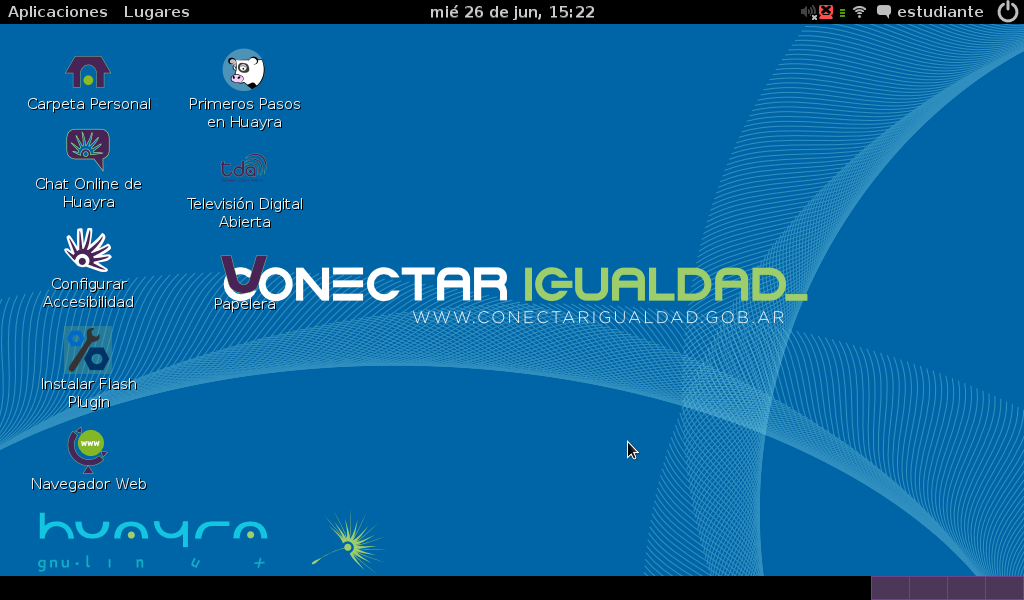 Aplicaciones Lugares mié 26 de jun, 15:22 estudiante
Carpeta Personal
Primeros Pasos
en Huayra
Chat Online de
Huayra
tda
Televisión Digital
Abierta
Configurar
Accesibilidad
Papelera
CONECTAR IGUALDAD_
WWW.CONECTARIGUALDAD.GOB.AR
Instalar Flash
Plugin
www
Navegador Web
huayra
gnu·linux